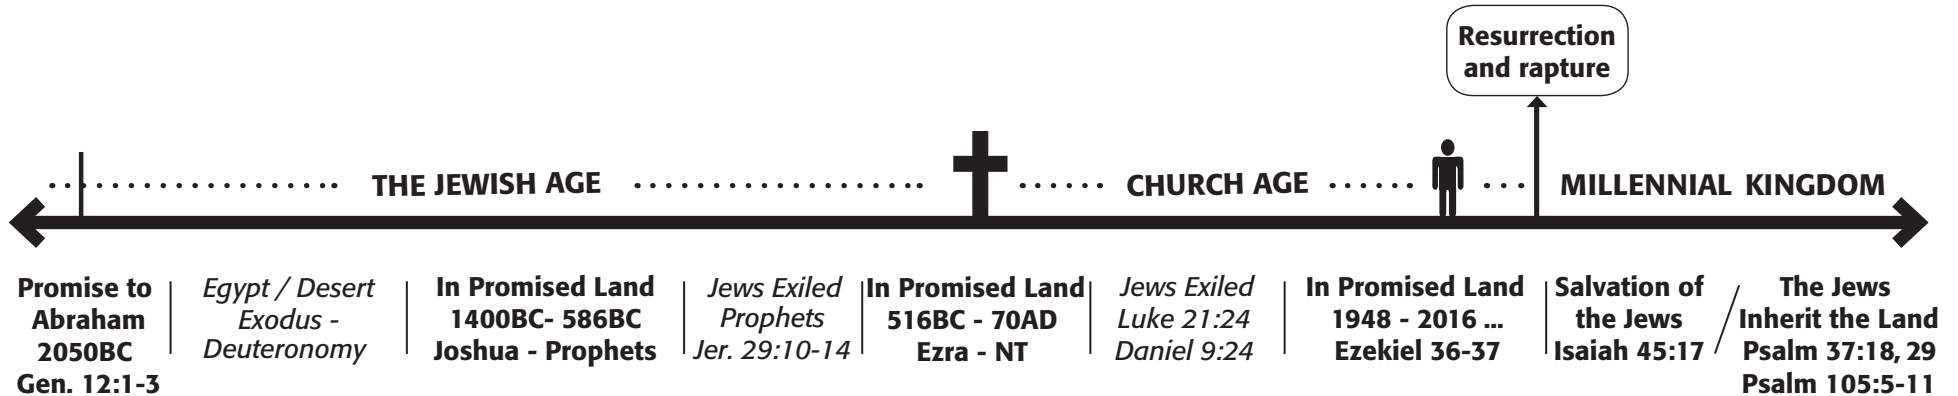 Resurrection
and rapture
THE JEWISH AGE
CHURCH AGE
MILLENNIAL KINGDOM
Promise to
Abraham
2050BC
Gen. 12:1-3
Egypt / Desert
Exodus -
Deuteronomy
In Promised Land
1400BC- 586BC
Joshua - Prophets
Jews Exiled
Prophets
Jer. 29:10-14
In Promised Land
516BC - 70AD
Ezra - NT
Jews Exiled
Luke 21:24
Daniel 9:24
In Promised Land
1948 - 2016 ...
Ezekiel 36-37
Salvation of
the Jews
Isaiah 45:17
The Jews
Inherit the Land
Psalm 37:18, 29
Psalm 105:5-11